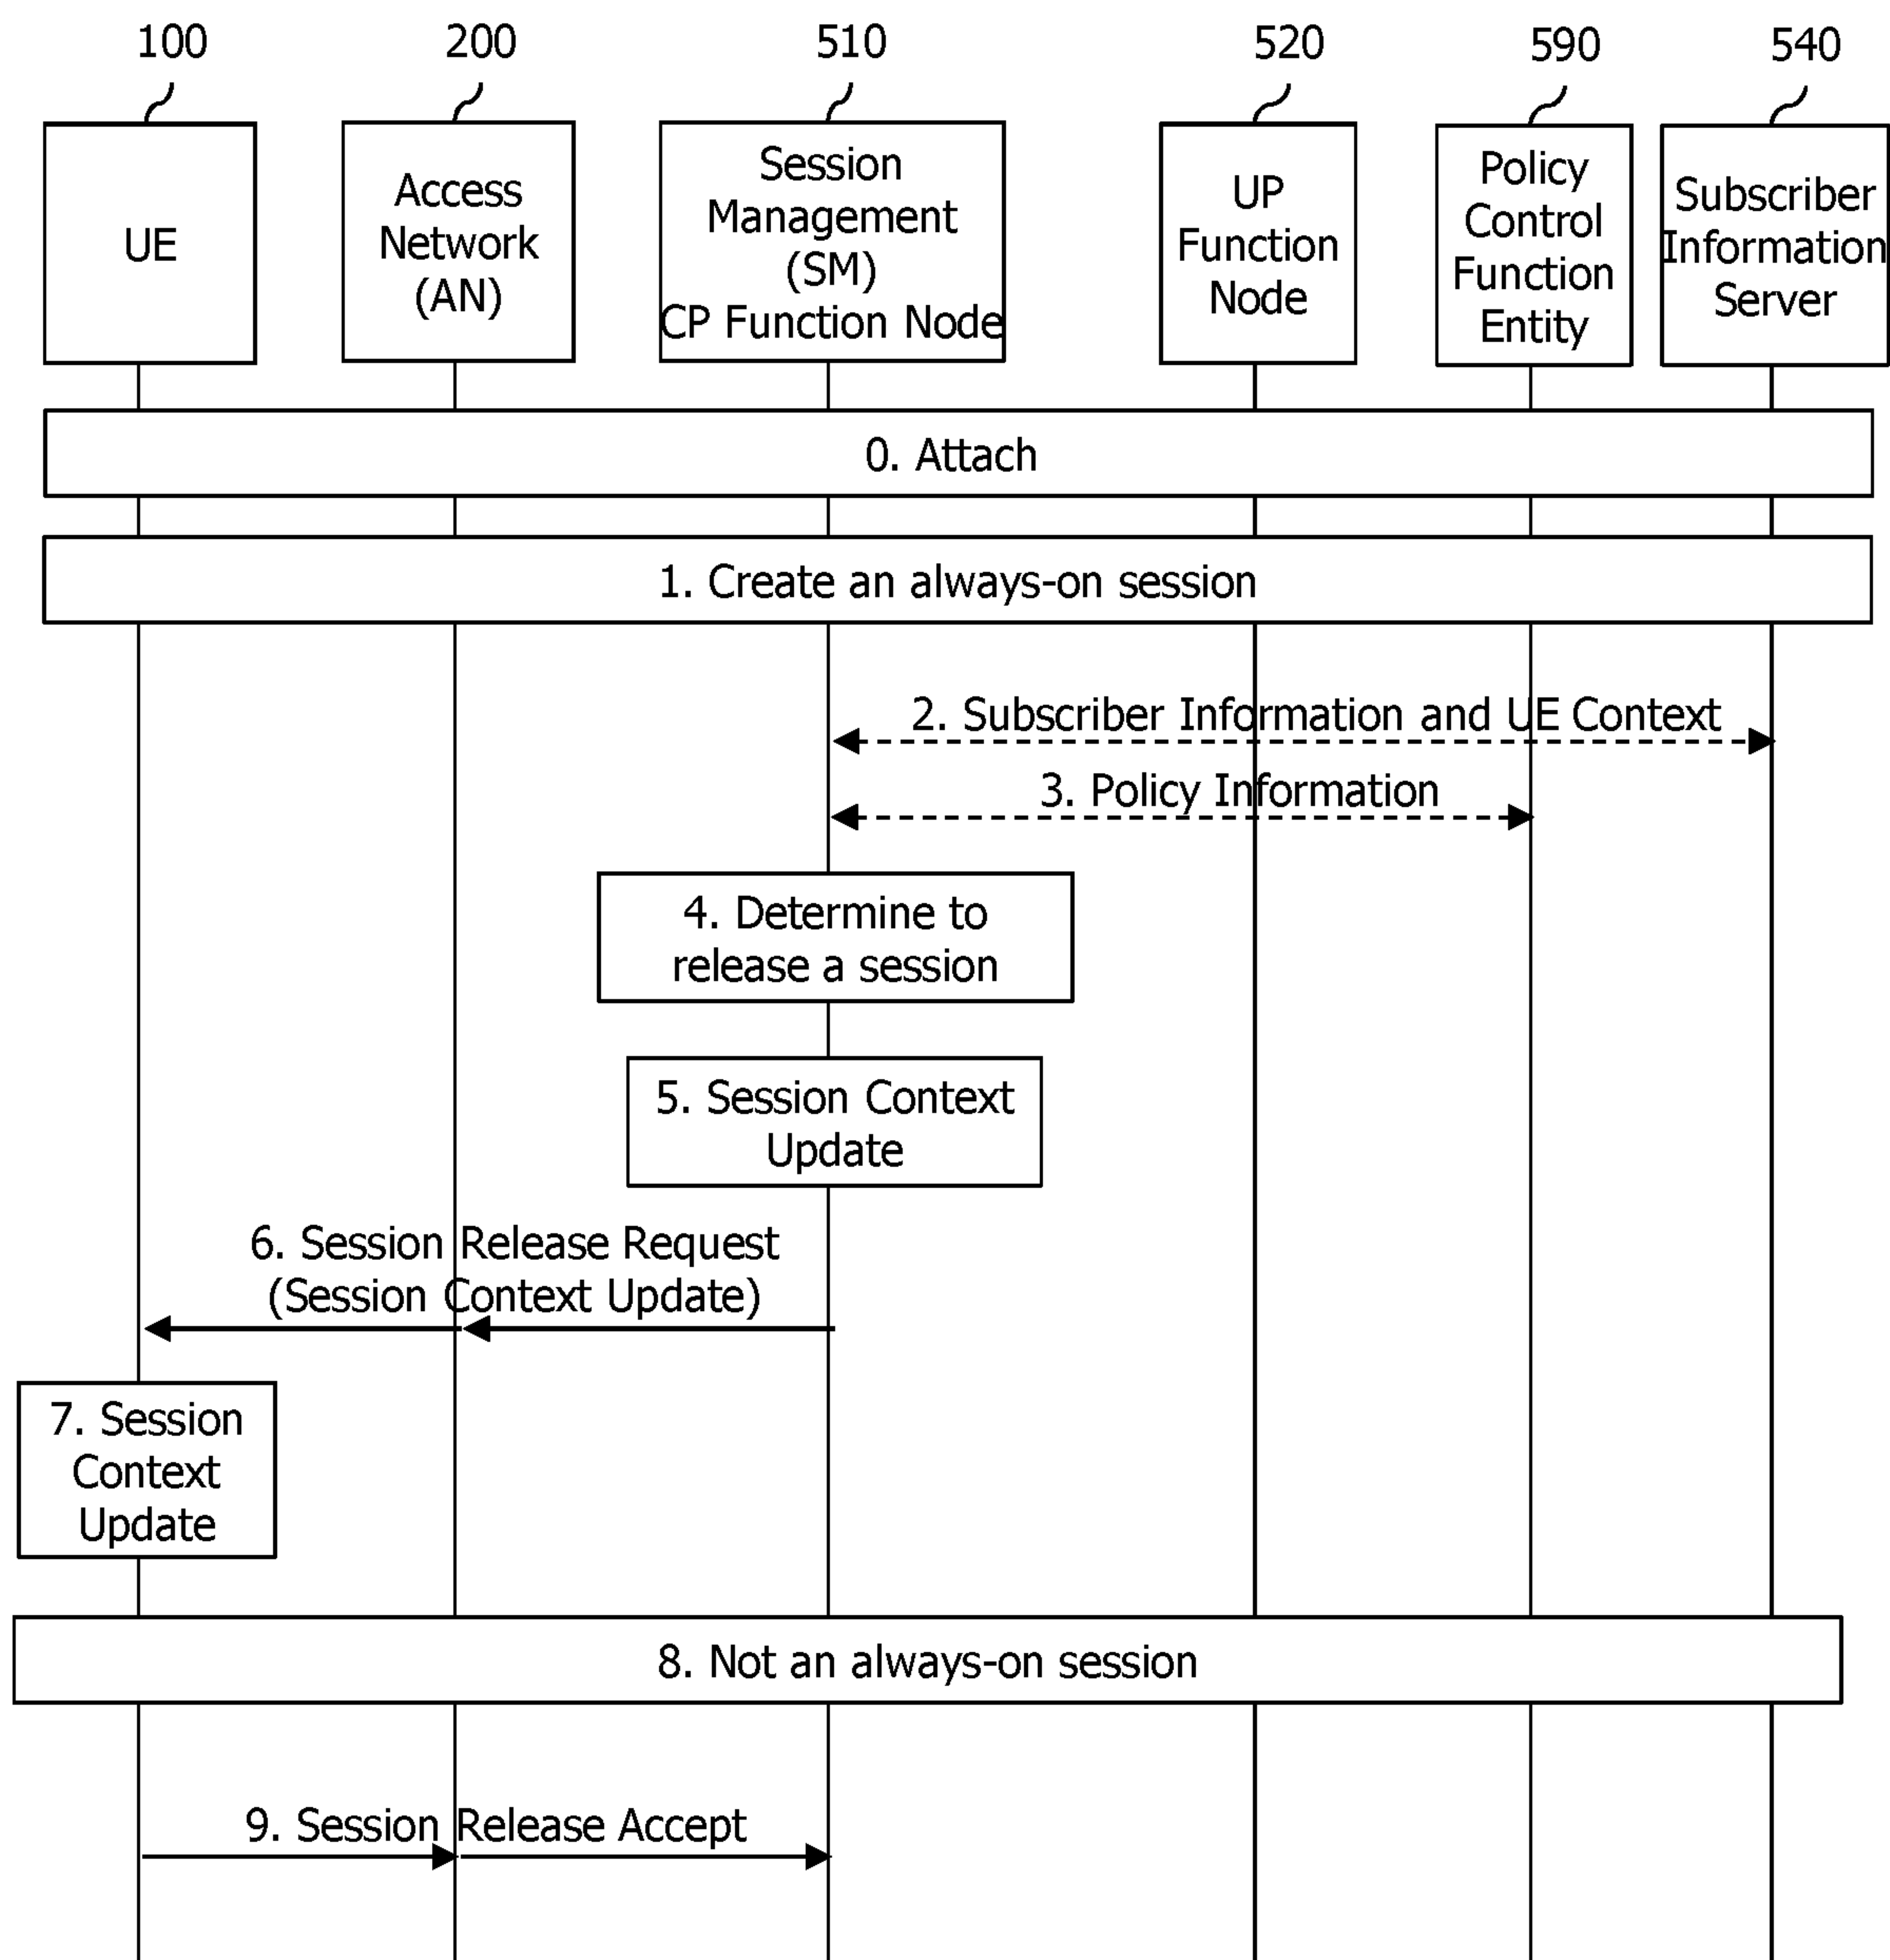 100
200
510
520
590
540
UE
Access
Network
(AN)
Session
Management
(SM)
CP Function Node
UP
Function
Node
Policy
Control
Function
Entity
Subscriber
Information
Server
0. Attach
1. Create an always-on session
2. Subscriber Information and UE Context
3. Policy Information
4. Determine to
release a session
5. Session Context
Update
6. Session Release Request
(Session Context Update)
7. Session
Context
Update
8. Not an always-on session
9. Session Release Accept